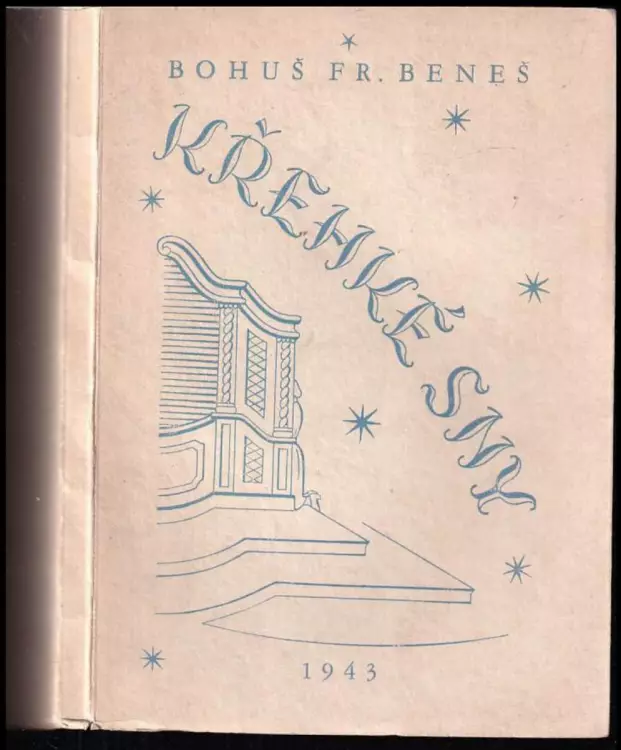 BOHUŠ FR. BENEŠ
KŘEHKÉ SNY
1943